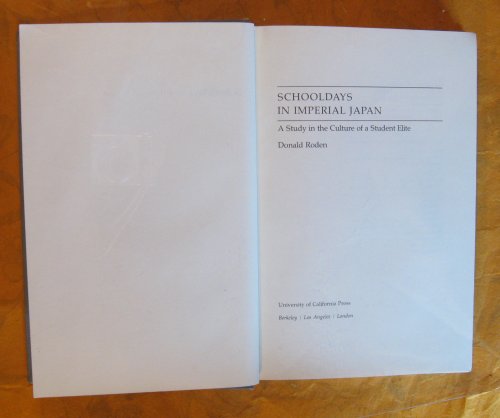 SCHOOLDAYS
IN IMPERIAL JAPAN
A Study in the Culture of a Student Elite
Donald Roden
University of California Press
Berkeley | Los Angeles | London